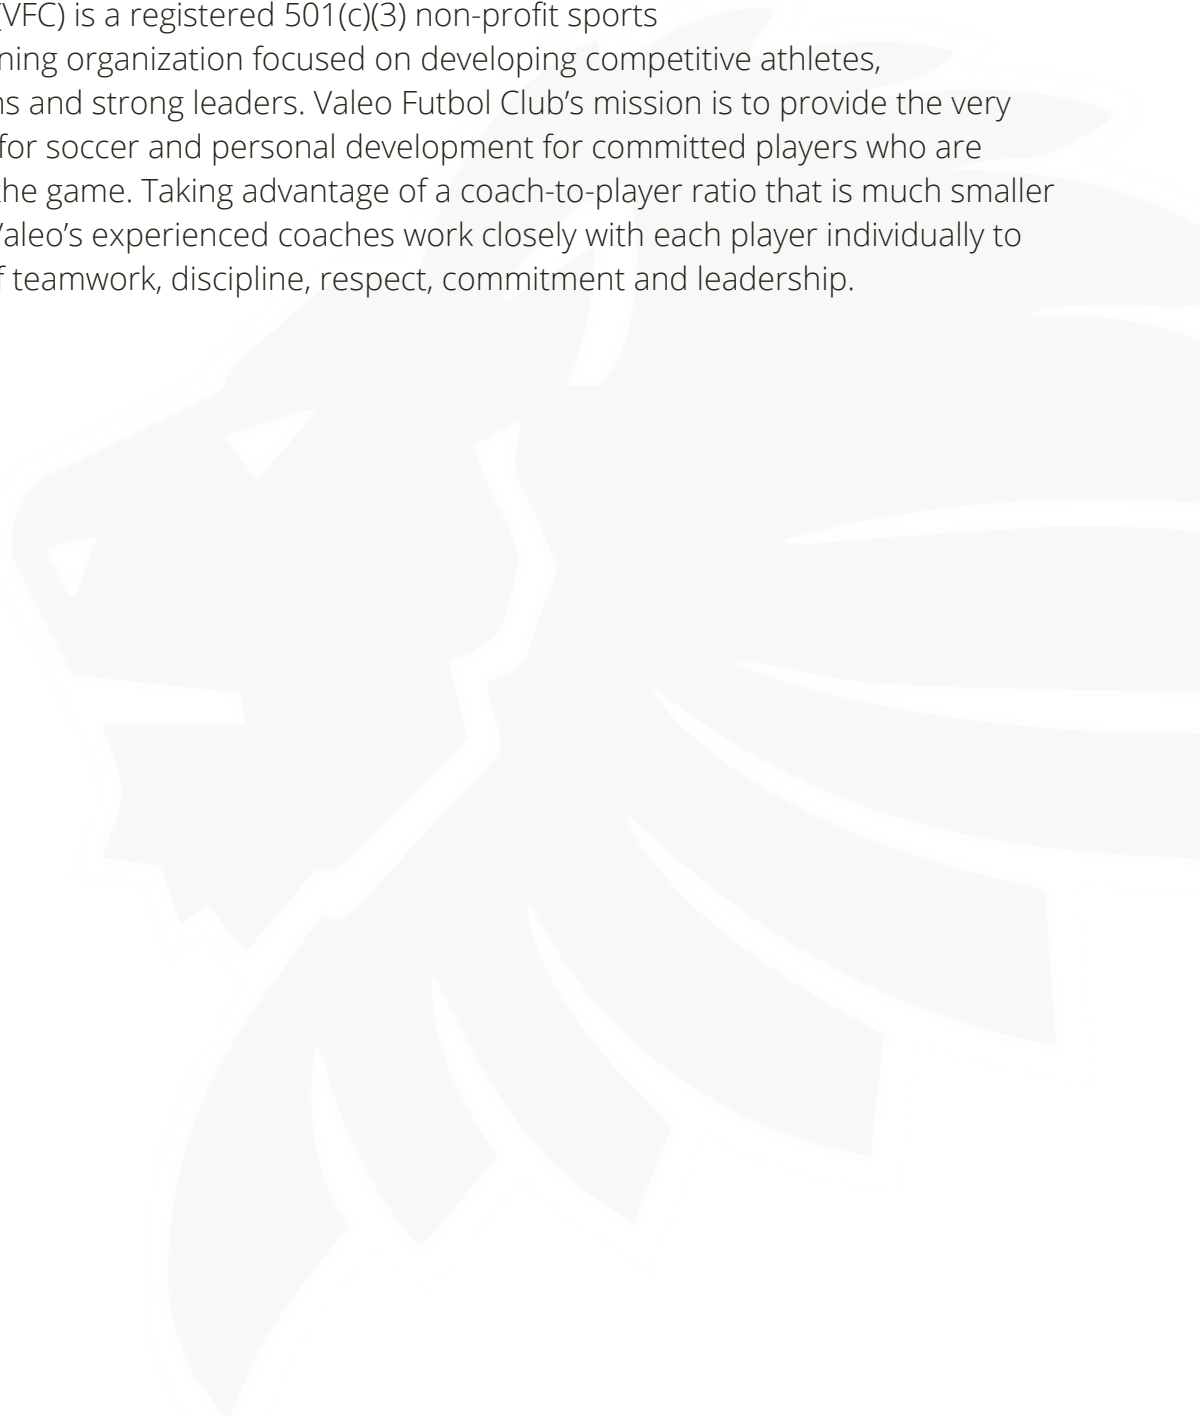 (VFC) is a registered 501(c)(3) non-profit sports
ning organization focused on developing competitive athletes,
ns and strong leaders. Valeo Futbol Club’s mission is to provide the very
for soccer and personal development for committed players who are
the game. Taking advantage of a coach-to-player ratio that is much smaller
Valeo’s experienced coaches work closely with each player individually to
f teamwork, discipline, respect, commitment and leadership.